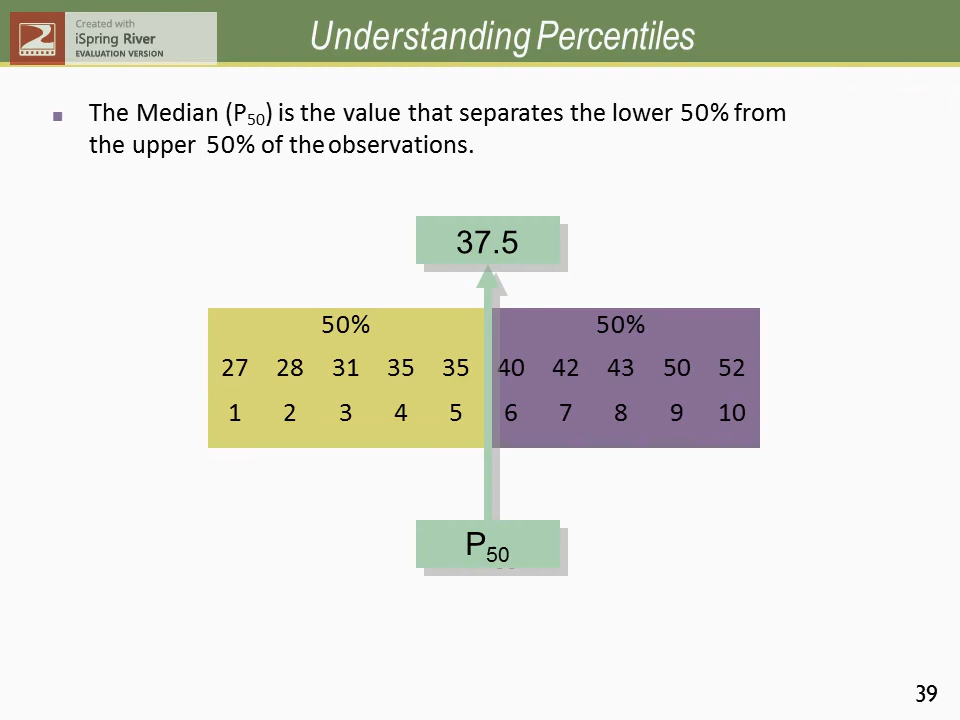 Created with
iSpring River
EVALUATION VERSION
Understanding Percentiles
The Median (P50) is the value that separates the lower 50% from
the upper 50% of the observations.
37.5
50% 50%
27 28 31 35 35 40 42 43 50 52
1 2 3 4 5 6 7 8 9 10
P50
39